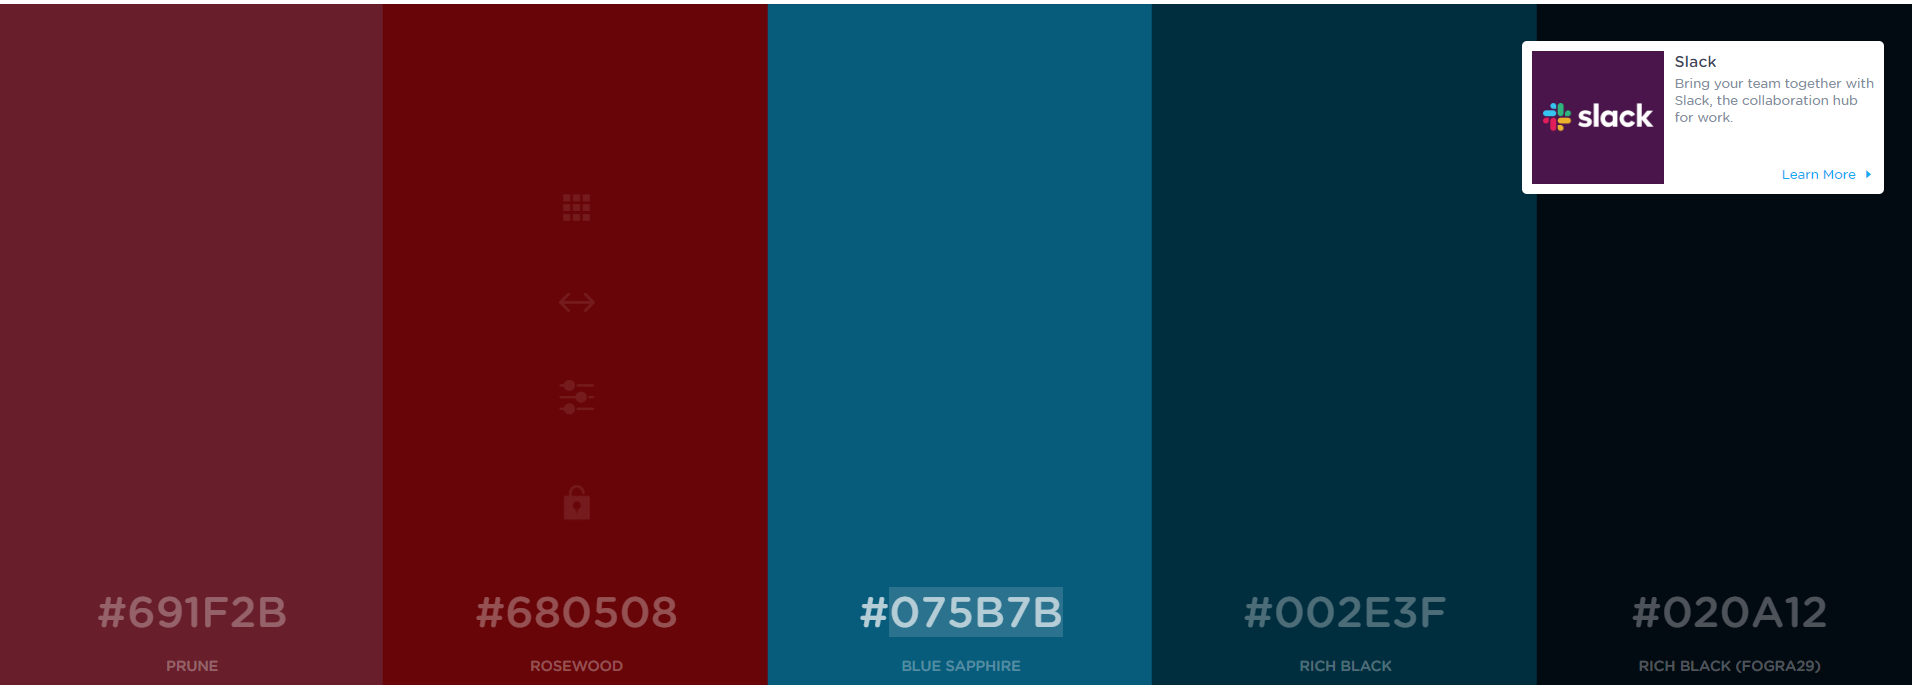 Slack
Bring your team together with
Slack, the collaboration hub
for work.
slack
Learn More
#691F2B
PRUNE
#680508
ROSEWOOD
#075B7B
BLUE SAPPHIRE
#002E3F
RICH BLACK
#020A12
RICH BLACK (FOGRA29)